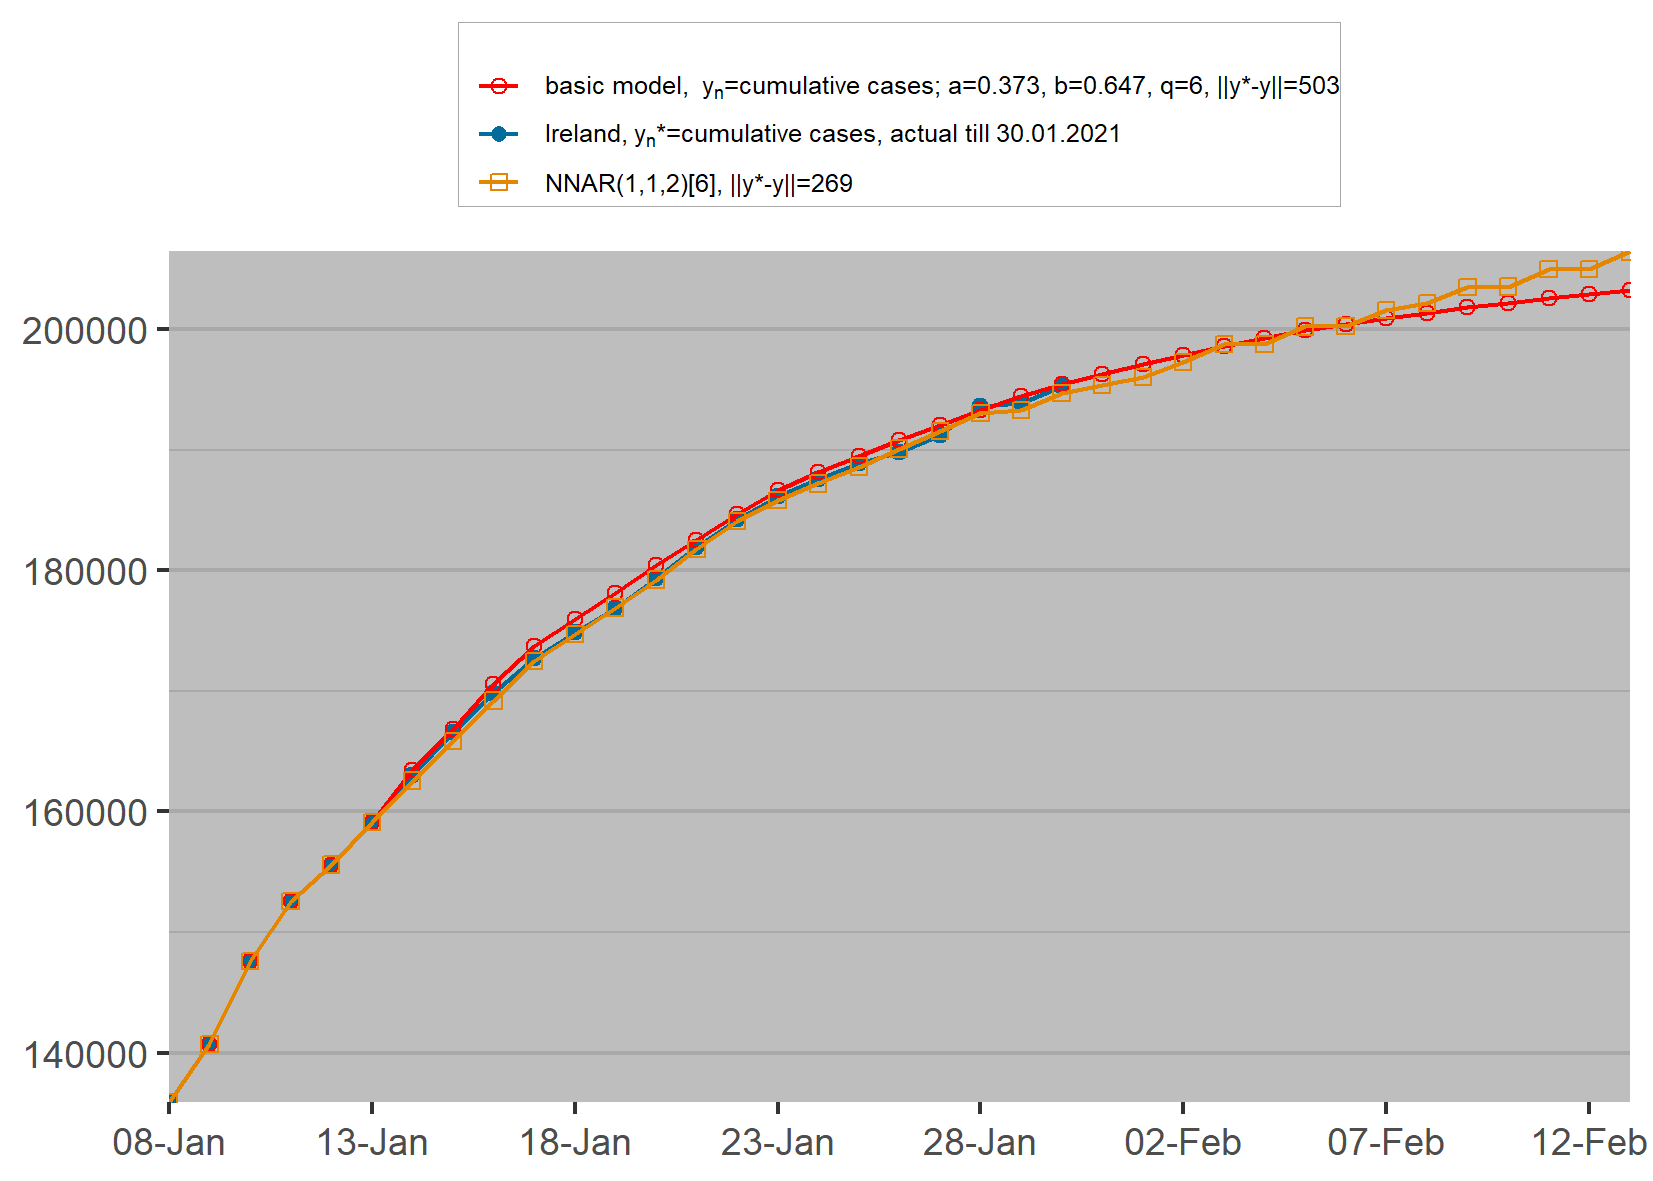 basic model, yn=cumulative cases; a=0.373, b=0.647, q=6, ||y*-y||=503
Ireland, yn*=cumulative cases, actual till 30.01.2021
NNAR(1,1,2)[6], ||y*-y||=269
200000
180000
160000
140000
08-Jan 13-Jan 18-Jan 23-Jan 28-Jan 02-Feb 07-Feb 12-Feb